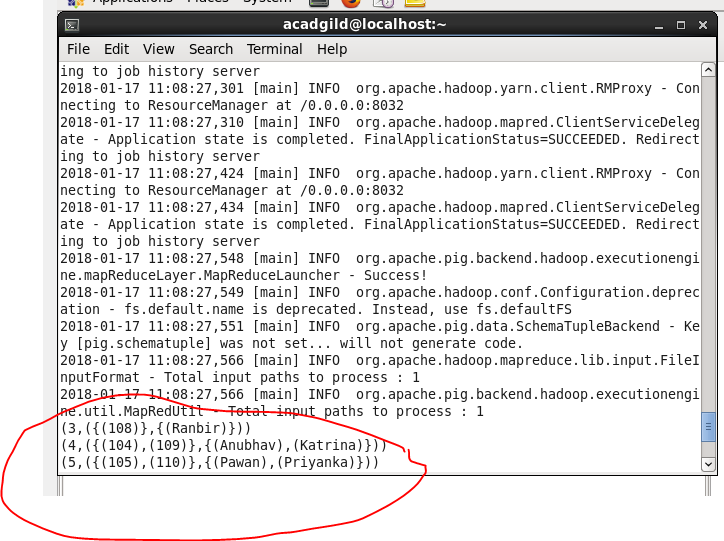 Applications Places System
acadgild@localhost:~
File Edit View Search Terminal Help
ing to job history server
2018-01-17 11:08:27,301 [main] INFO  org.apache.hadoop.yarn.client.RMProxy - Con
necting to ResourceManager at /0.0.0.0:8032
2018-01-17 11:08:27,310 [main] INFO  org.apache.hadoop.mapred.ClientServiceDeleg
ate - Application state is completed. FinalApplicationStatus=SUCCEEDED. Redirect
ing to job history server
2018-01-17 11:08:27,424 [main] INFO  org.apache.hadoop.yarn.client.RMProxy - Con
necting to ResourceManager at /0.0.0.0:8032
2018-01-17 11:08:27,434 [main] INFO  org.apache.hadoop.mapred.ClientServiceDeleg
ate - Application state is completed. FinalApplicationStatus=SUCCEEDED. Redirect
ing to job history server
2018-01-17 11:08:27,548 [main] INFO  org.apache.pig.backend.hadoop.executionengi
ne.mapReduceLayer.MapReduceLauncher - Success!
2018-01-17 11:08:27,549 [main] INFO  org.apache.hadoop.conf.Configuration.deprec
ation - fs.default.name is deprecated. Instead, use fs.defaultFS
2018-01-17 11:08:27,551 [main] INFO  org.apache.pig.data.SchemaTupleBackend - Ke
y [pig.schematuple] was not set... will not generate code.
2018-01-17 11:08:27,566 [main] INFO  org.apache.hadoop.mapreduce.lib.input.FileI
nputFormat - Total input paths to process : 1
2018-01-17 11:08:27,566 [main] INFO  org.apache.pig.backend.hadoop.executionengi
ne.util.MapRedUtil - Total input paths to process : 1
(3,({(108)},{(Ranbir)}))
(4,({(104),(109)},{(Anubhav),(Katrina)}))
(5,({(105),(110)},{(Pawan),(Priyanka)}))